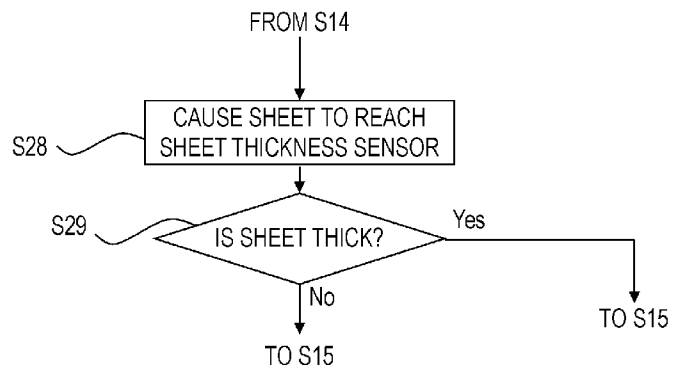 FROM S14
CAUSE SHEET TO REACH
SHEET THICKNESS SENSOR
S28
S29
IS SHEET THICK?
Yes
No
TO S15
TO S15